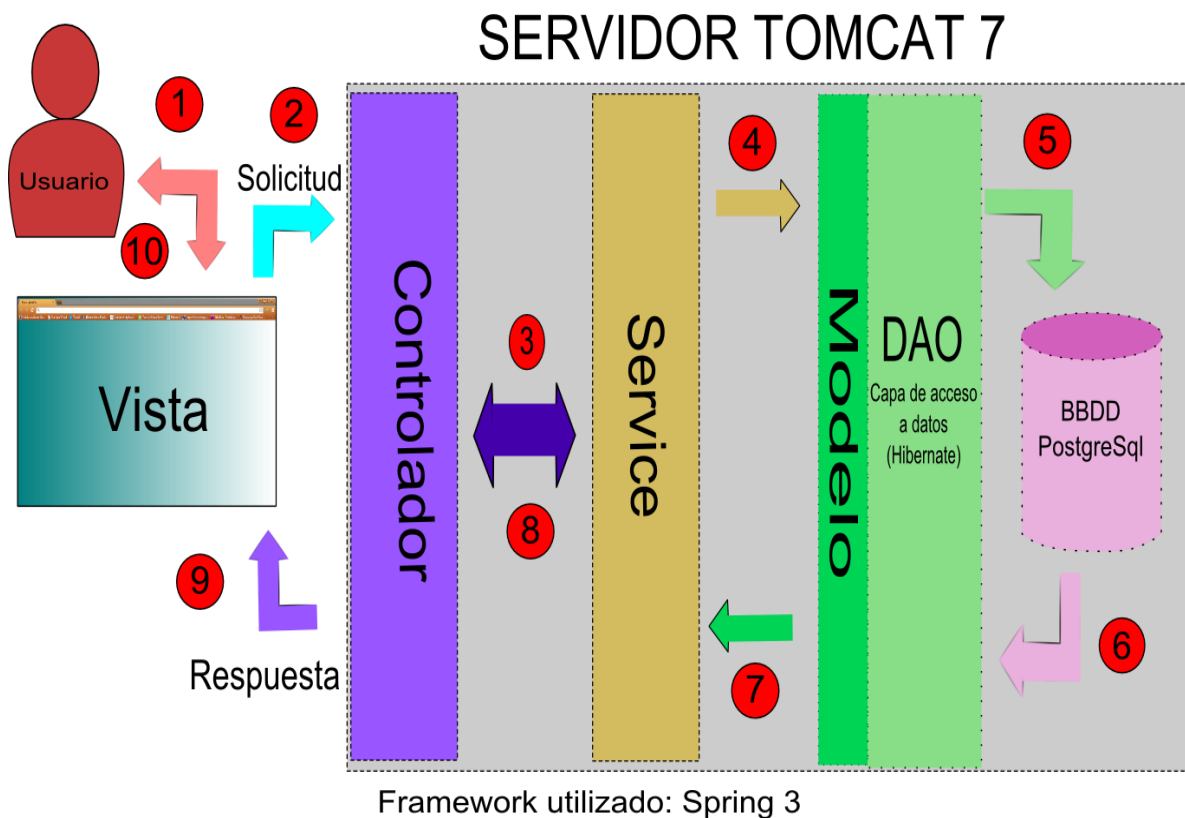 SERVIDOR TOMCAT 7
1
2
4
5
Usuario
Solicitud
10
Controlador
Service
Modelo
DAO
Capa de acceso
a datos
(Hibernate)
3
Vista
BBDD
PostgreSql
8
9
6
7
Respuesta
Framework utilizado: Spring 3